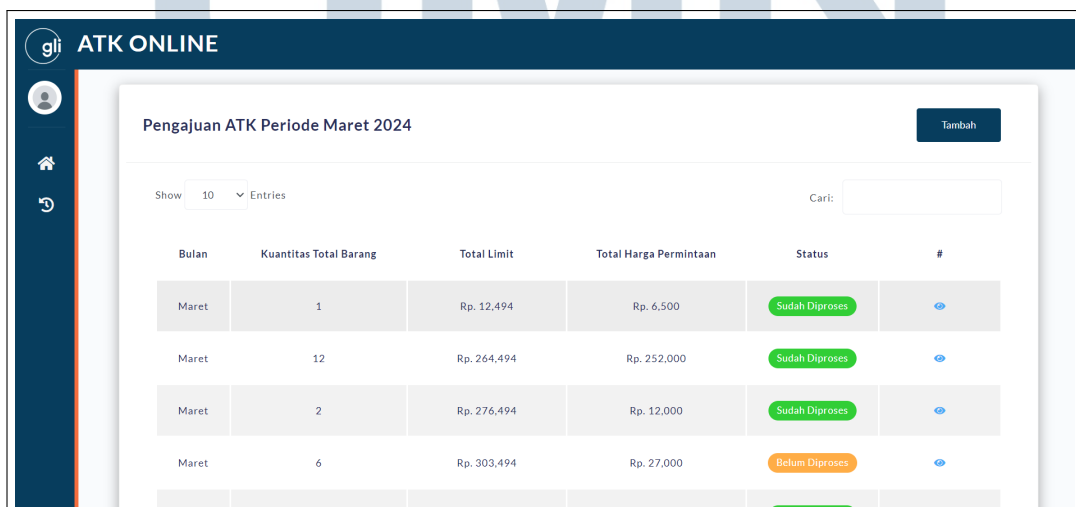 gli ATK ONLINE
Pengajuan ATK Periode Maret 2024
Tambah
Show 10 Entries
Cari:
Bulan Kuantitas Total Barang Total Limit Total Harga Permintaan Status #
Maret 1 Rp. 12,494 Rp. 6,500 Sudah Diproses
Maret 12 Rp. 264,494 Rp. 252,000 Sudah Diproses
Maret 2 Rp. 276,494 Rp. 12,000 Sudah Diproses
Maret 6 Rp. 303,494 Rp. 27,000 Belum Diproses